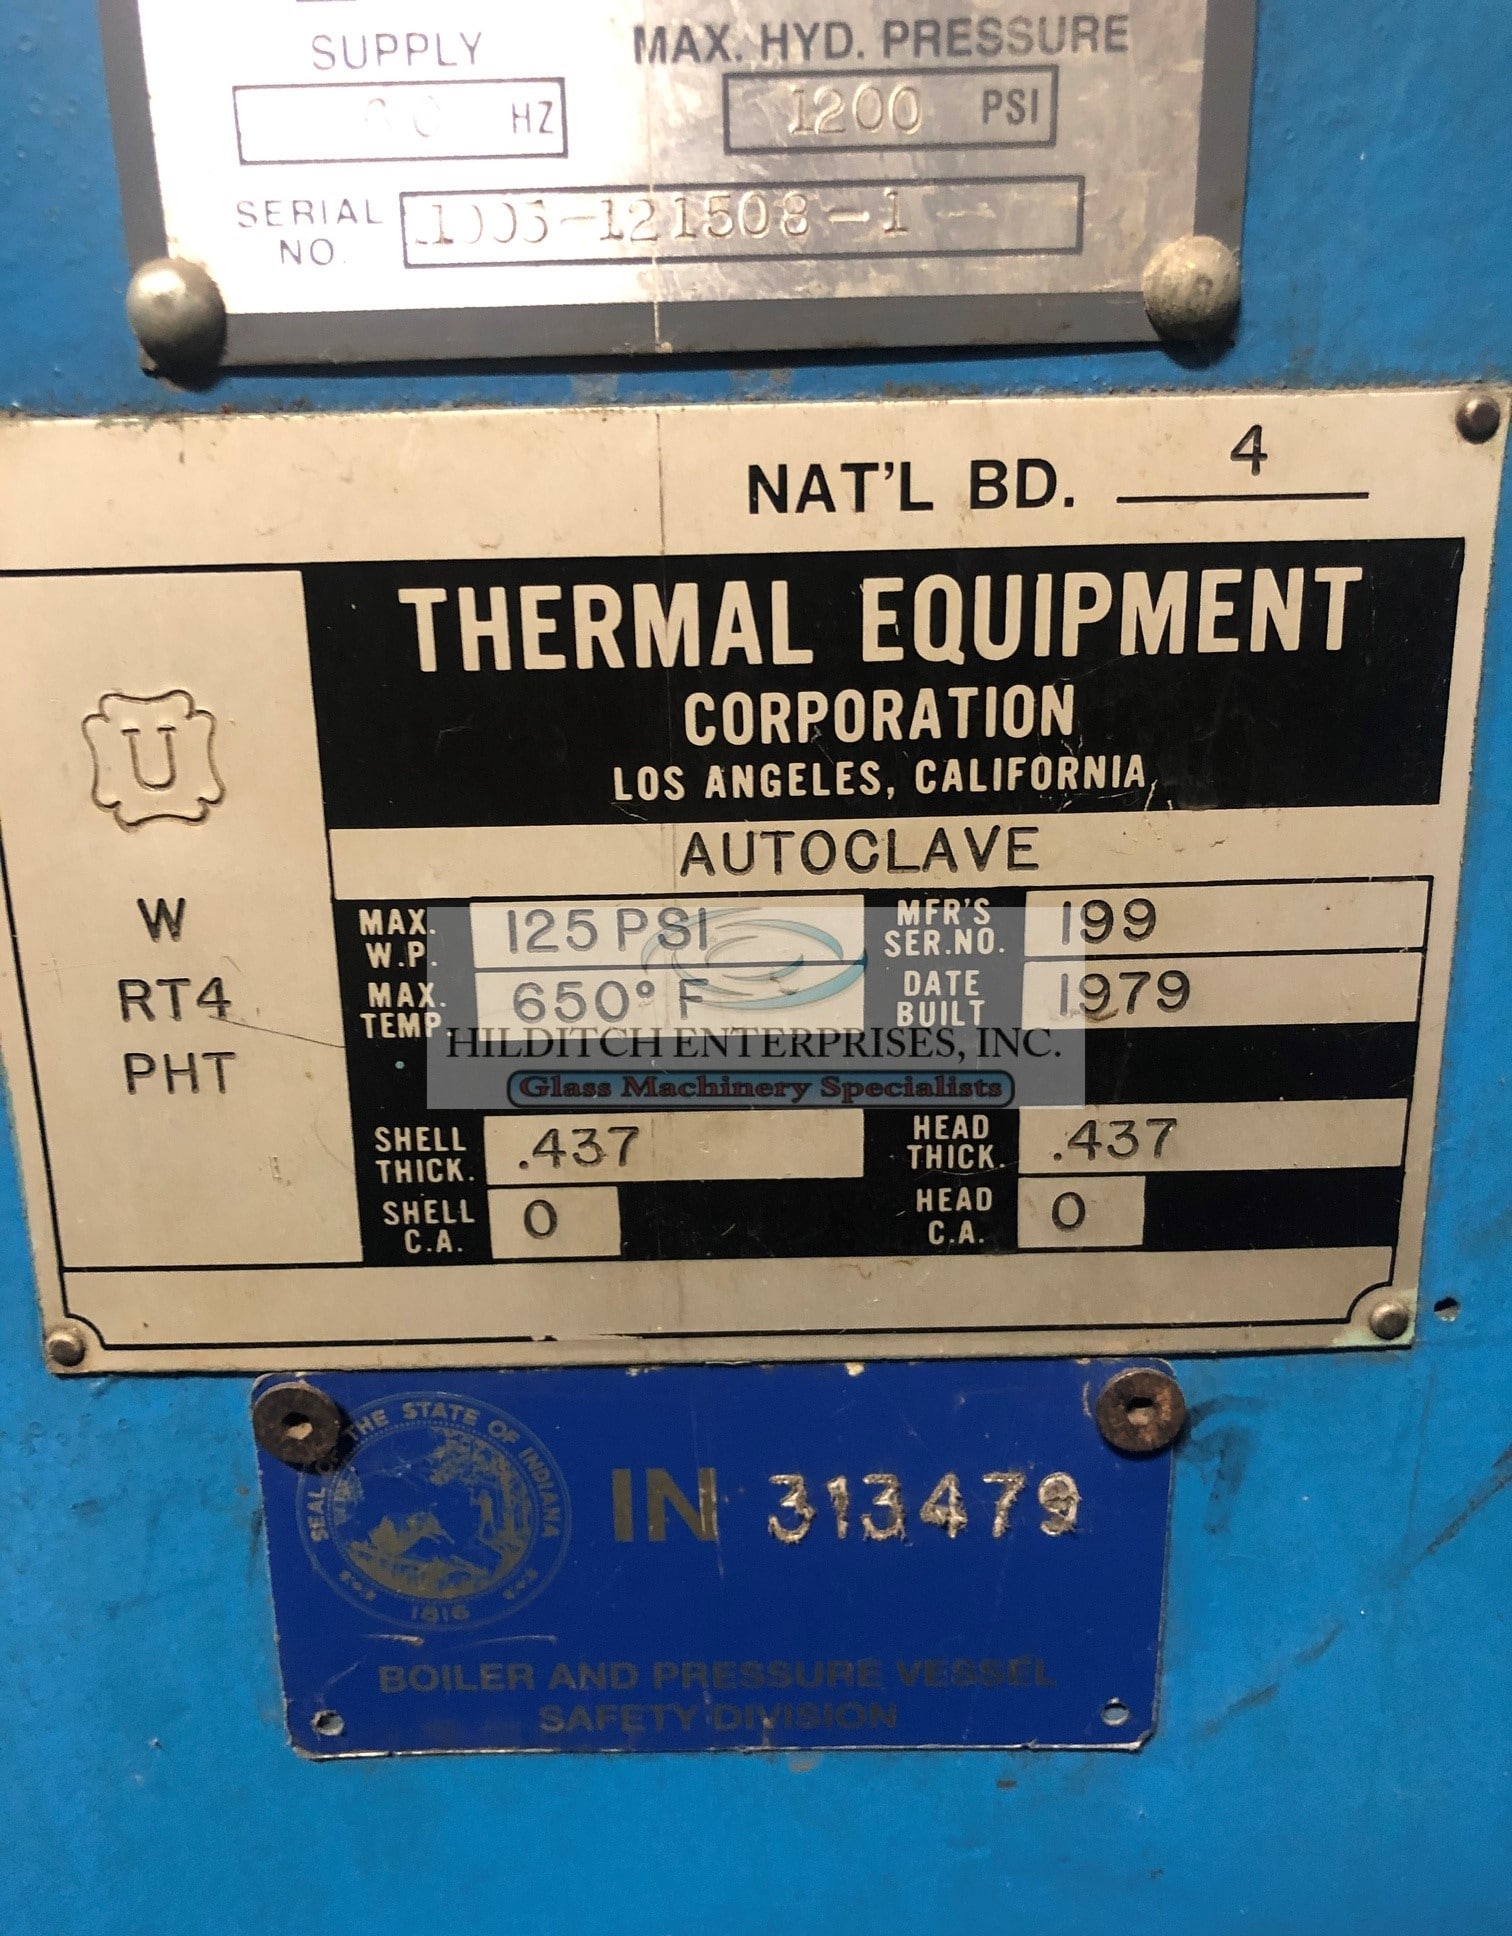 SUPPLY MAX. HYD. PRESSURE
60 HZ 1200 PSI
SERIAL NO. -121508-1
NAT'L BD. 4
THERMAL EQUIPMENT
CORPORATION
LOS ANGELES, CALIFORNIA
U
W
RT4
PHT
AUTOCLAVE
MAX. W.P. 125 PSI MFR'S SER. NO. 199
MAX. TEMP. 650° F DATE BUILT 1979
HILDITCH ENTERPRISES, INC.
Glass Machinery Specialists
SHELL THICK. .437 HEAD THICK. .437
SHELL C.A. 0 HEAD C.A. 0
SEAL OF THE STATE OF INDIANA
1816
IN 313479
BOILER AND PRESSURE VESSEL
SAFETY DIVISION